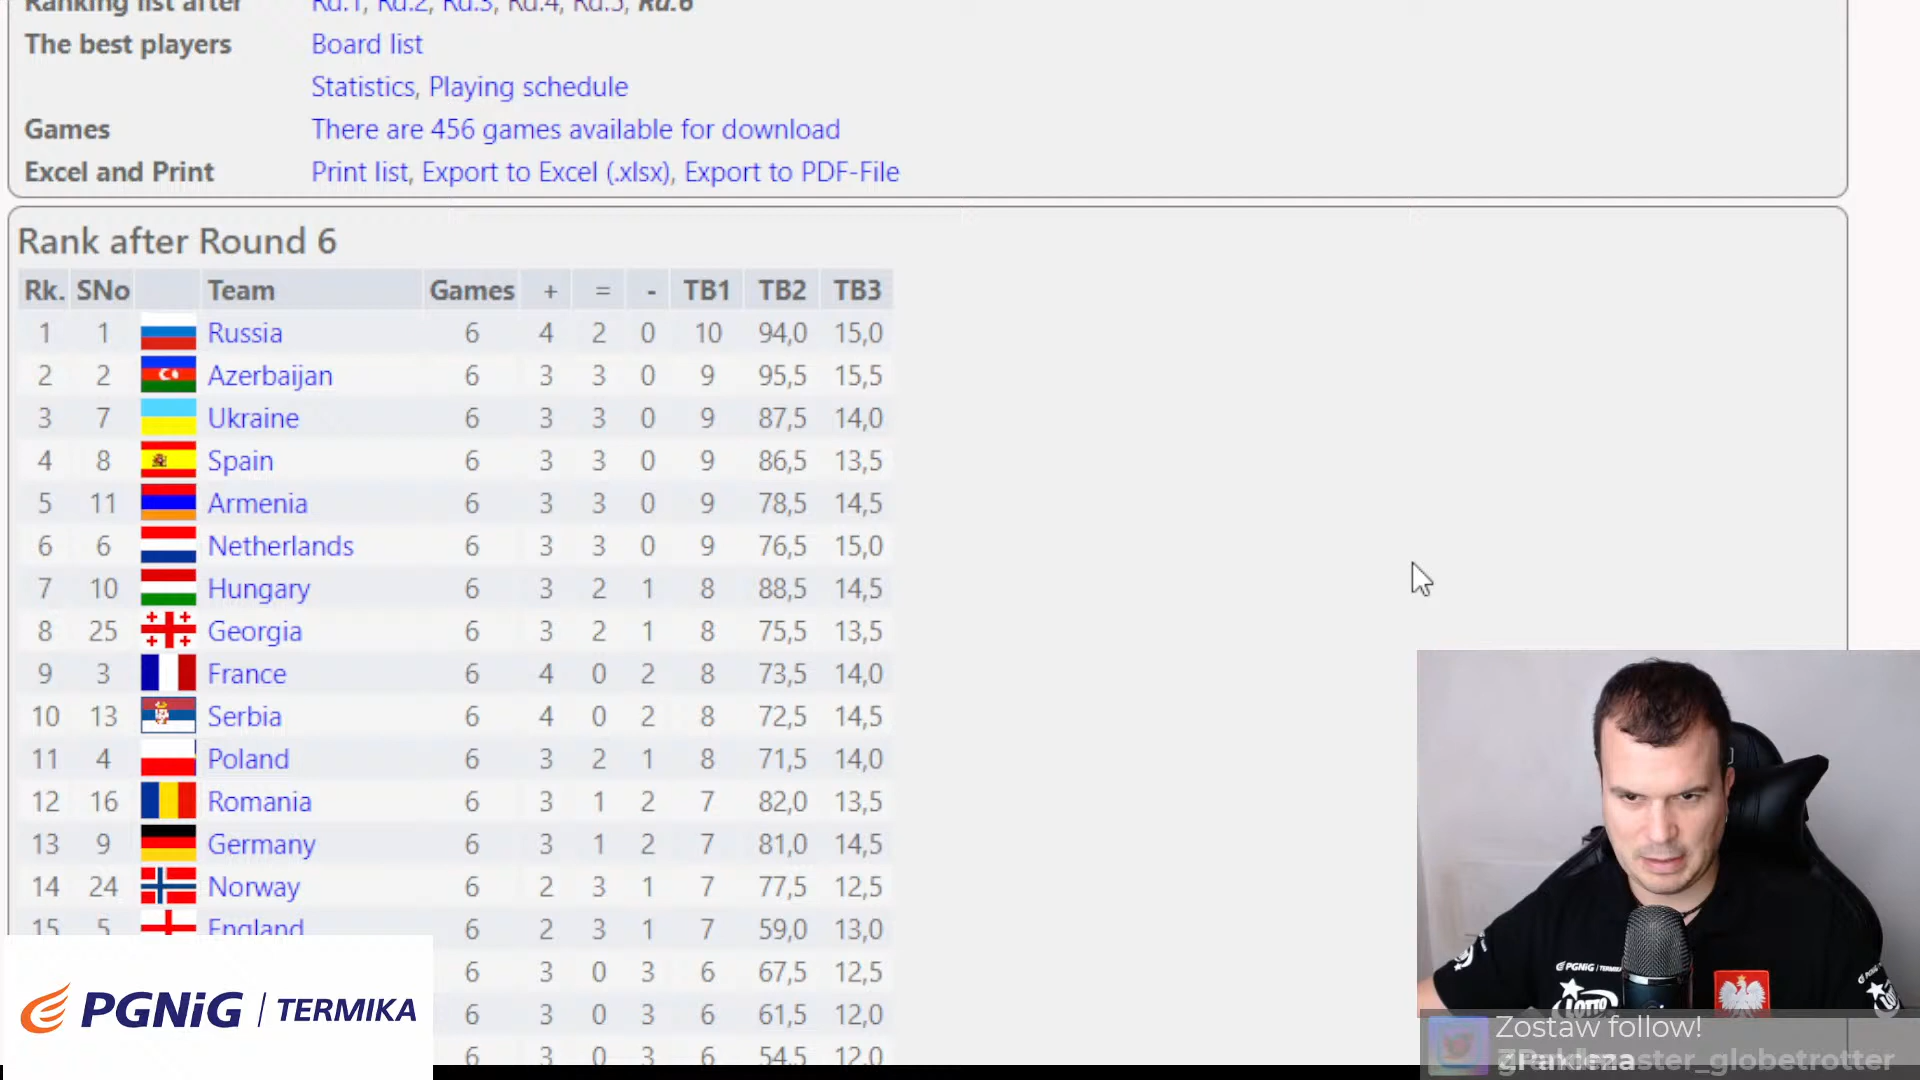 Ranking list after Rd.1, Rd.2, Rd.3, Rd.4, Rd.5, Rd.6
The best players Board list
Statistics, Playing schedule
Games There are 456 games available for download
Excel and Print Print list, Export to Excel (.xlsx), Export to PDF-File
Rank after Round 6
Rk. SNo Team Games + = - TB1 TB2 TB3
1 1 Russia 6 4 2 0 10 94,0 15,0
2 2 Azerbaijan 6 3 3 0 9 95,5 15,5
3 7 Ukraine 6 3 3 0 9 87,5 14,0
4 8 Spain 6 3 3 0 9 86,5 13,5
5 11 Armenia 6 3 3 0 9 78,5 14,5
6 6 Netherlands 6 3 3 0 9 76,5 15,0
7 10 Hungary 6 3 2 1 8 88,5 14,5
8 25 Georgia 6 3 2 1 8 75,5 13,5
9 3 France 6 4 0 2 8 73,5 14,0
10 13 Serbia 6 4 0 2 8 72,5 14,5
11 4 Poland 6 3 2 1 8 71,5 14,0
12 16 Romania 6 3 1 2 7 82,0 13,5
13 9 Germany 6 3 1 2 7 81,0 14,5
14 24 Norway 6 2 3 1 7 77,5 12,5
15 5 England 6 2 3 1 7 59,0 13,0
6 3 0 3 6 67,5 12,5
6 3 0 3 6 61,5 12,0
6 3 0 3 6 54,5 12,0
PGNiG | TERMIKA
PGNiG | TERMIKA
LOTTO
Zostaw follow!